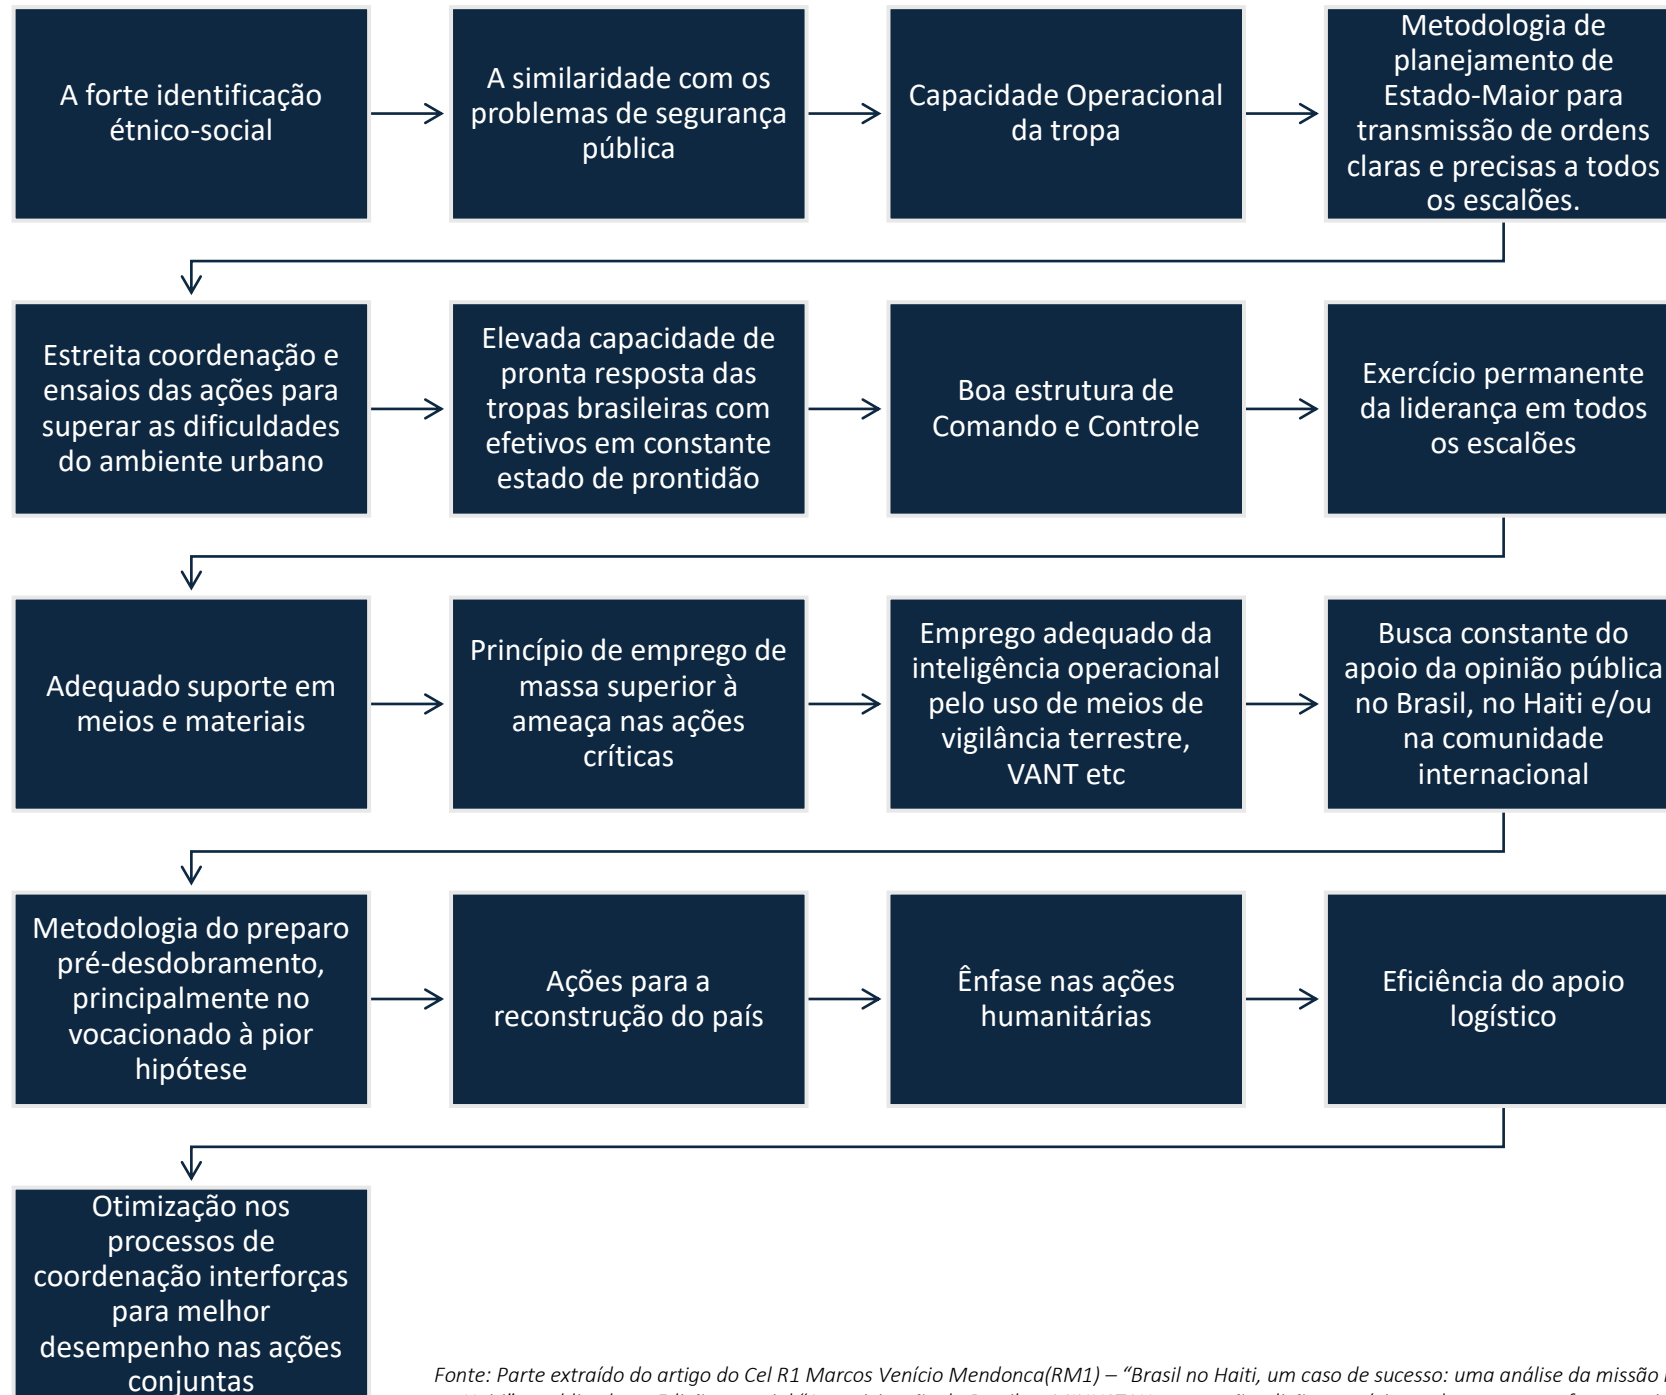 A forte identificação
étnico-social
A similaridade com os
problemas de segurança
pública
Capacidade Operacional
da tropa
Metodologia de
planejamento de
Estado-Maior para
transmissão de ordens
claras e precisas a todos
os escalões.
Estreita coordenação e
ensaios das ações para
superar as dificuldades
do ambiente urbano
Elevada capacidade de
pronta resposta das
tropas brasileiras com
efetivos em constante
estado de prontidão
Boa estrutura de
Comando e Controle
Exercício permanente
da liderança em todos
os escalões
Adequado suporte em
meios e materiais
Princípio de emprego de
massa superior à
ameaça nas ações
críticas
Emprego adequado da
inteligência operacional
pelo uso de meios de
vigilância terrestre,
VANT etc
Busca constante do
apoio da opinião pública
no Brasil, no Haiti e/ou
na comunidade
internacional
Metodologia do preparo
pré-desdobramento,
principalmente no
vocacionado à pior
hipótese
Ações para a
reconstrução do país
Ênfase nas ações
humanitárias
Eficiência do apoio
logístico
Otimização nos
processos de
coordenação interforças
para melhor
desempenho nas ações
conjuntas
Fonte: Parte extraído do artigo do Cel R1 Marcos Venício Mendonca(RM1) – “Brasil no Haiti, um caso de sucesso: uma análise da missão